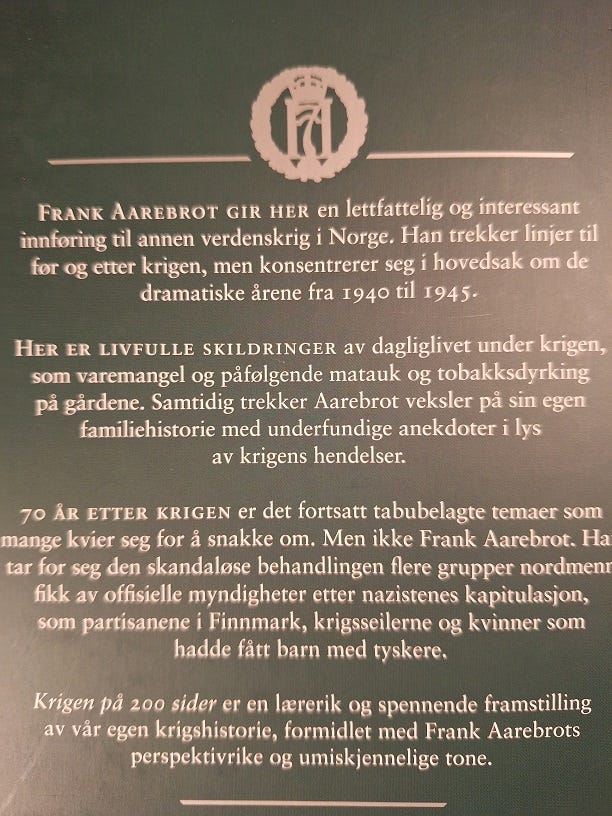 H7
FRANK AAREBROT GIR HER en lettfattelig og interessant
innføring til annen verdenskrig i Norge. Han trekker linjer til
før og etter krigen, men konsentrerer seg i hovedsak om de
dramatiske årene fra 1940 til 1945.
HER ER LIVFULLE SKILDRINGER av dagliglivet under krigen,
som varemangel og påfølgende matauk og tobakksdyrking
på gårdene. Samtidig trekker Aarebrot veksler på sin egen
familiehistorie med underfundige anekdoter i lys
av krigens hendelser.
70 ÅR ETTER KRIGEN er det fortsatt tabubelagte temaer som
mange kvier seg for å snakke om. Men ikke Frank Aarebrot. Ha
tar for seg den skandaløse behandlingen flere grupper nordmenn
fikk av offisielle myndigheter etter nazistenes kapitulasjon,
som partisanene i Finnmark, krigsseilerne og kvinner som
hadde fått barn med tyskere.
Krigen på 200 sider er en lærerik og spennende framstilling
av vår egen krigshistorie, formidlet med Frank Aarebrots
perspektivrike og umiskjennelige tone.